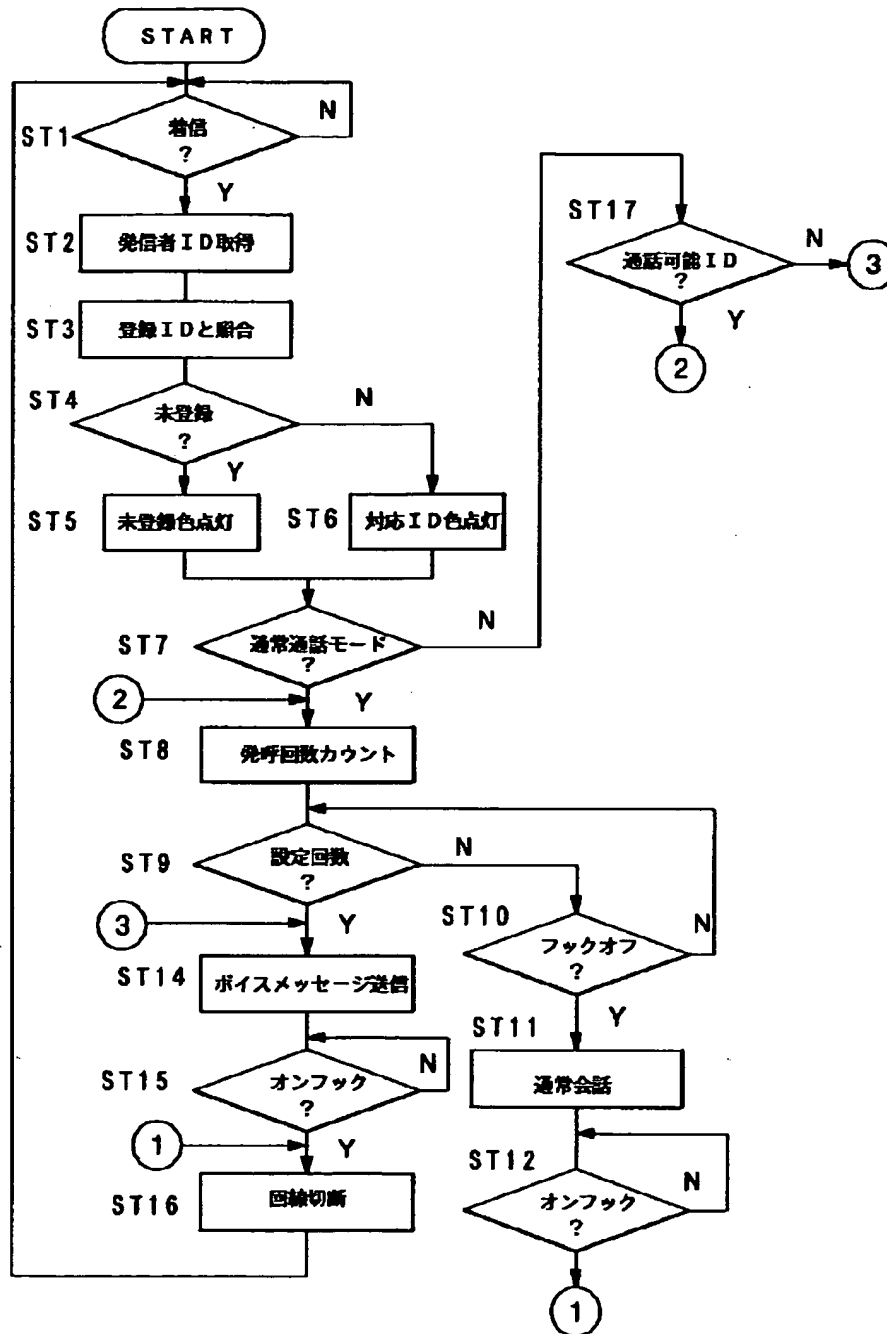 START
ST1
着信
?
N
Y
ST2
発信者ID取得
ST3
登録IDと照合
ST4
未登録
?
N
Y
ST5
未登録色点灯
ST6
対応ID色点灯
ST7
通常通話モード
?
N
Y
2
ST8
発呼回数カウント
ST9
設定回数
?
N
Y
3
ST10
フックオフ
?
N
Y
ST14
ボイスメッセージ送信
ST11
通常会話
ST15
オンフック
?
N
Y
1
ST12
オンフック
?
N
1
ST16
回線切断
ST17
通話可能ID
?
N
3
Y
2